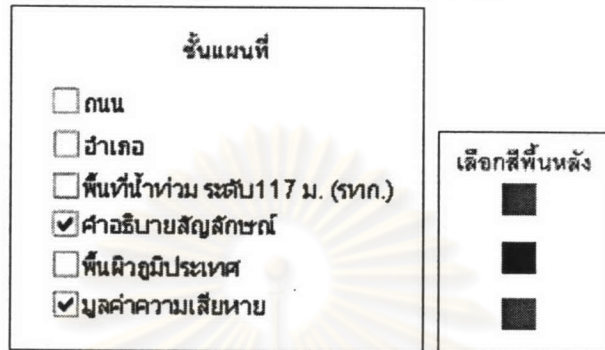 ชั้นแผนที่
ถนน
อำเภอ
พื้นที่น้ำท่วม ระดับ117 ม. (รทก.)
คำอธิบายสัญลักษณ์
พื้นผิวภูมิประเทศ
มูลค่าความเสียหาย
เลือกสีพื้นหลัง